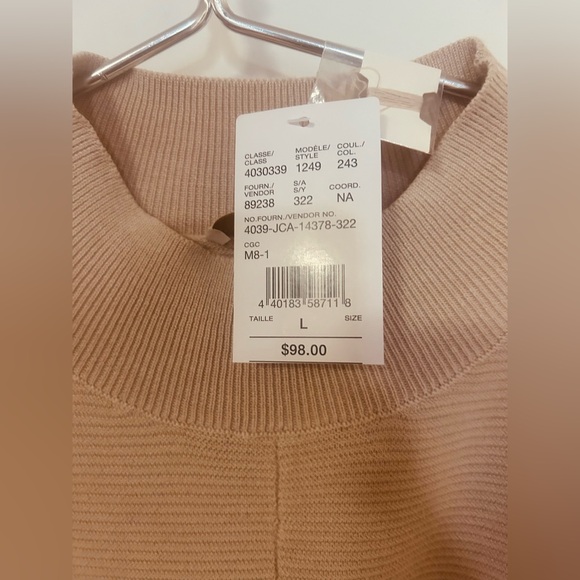 CLASSE/ MODÈLE/ COUL./
CLASS STYLE COL.
4030339 1249 243
FOURN./ S/A COORD.
VENDOR S/Y
89238 322 NA
NO.FOURN./VENDOR NO.
4039-JCA-14378-322
CGC
M8-1
4 40183 58711 8
TAILLE L SIZE
$98.00